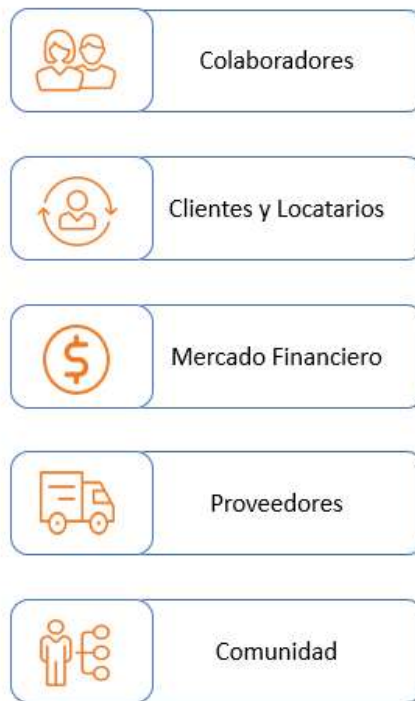 Colaboradores
Clientes y Locatarios
Mercado Financiero
Proveedores
Comunidad